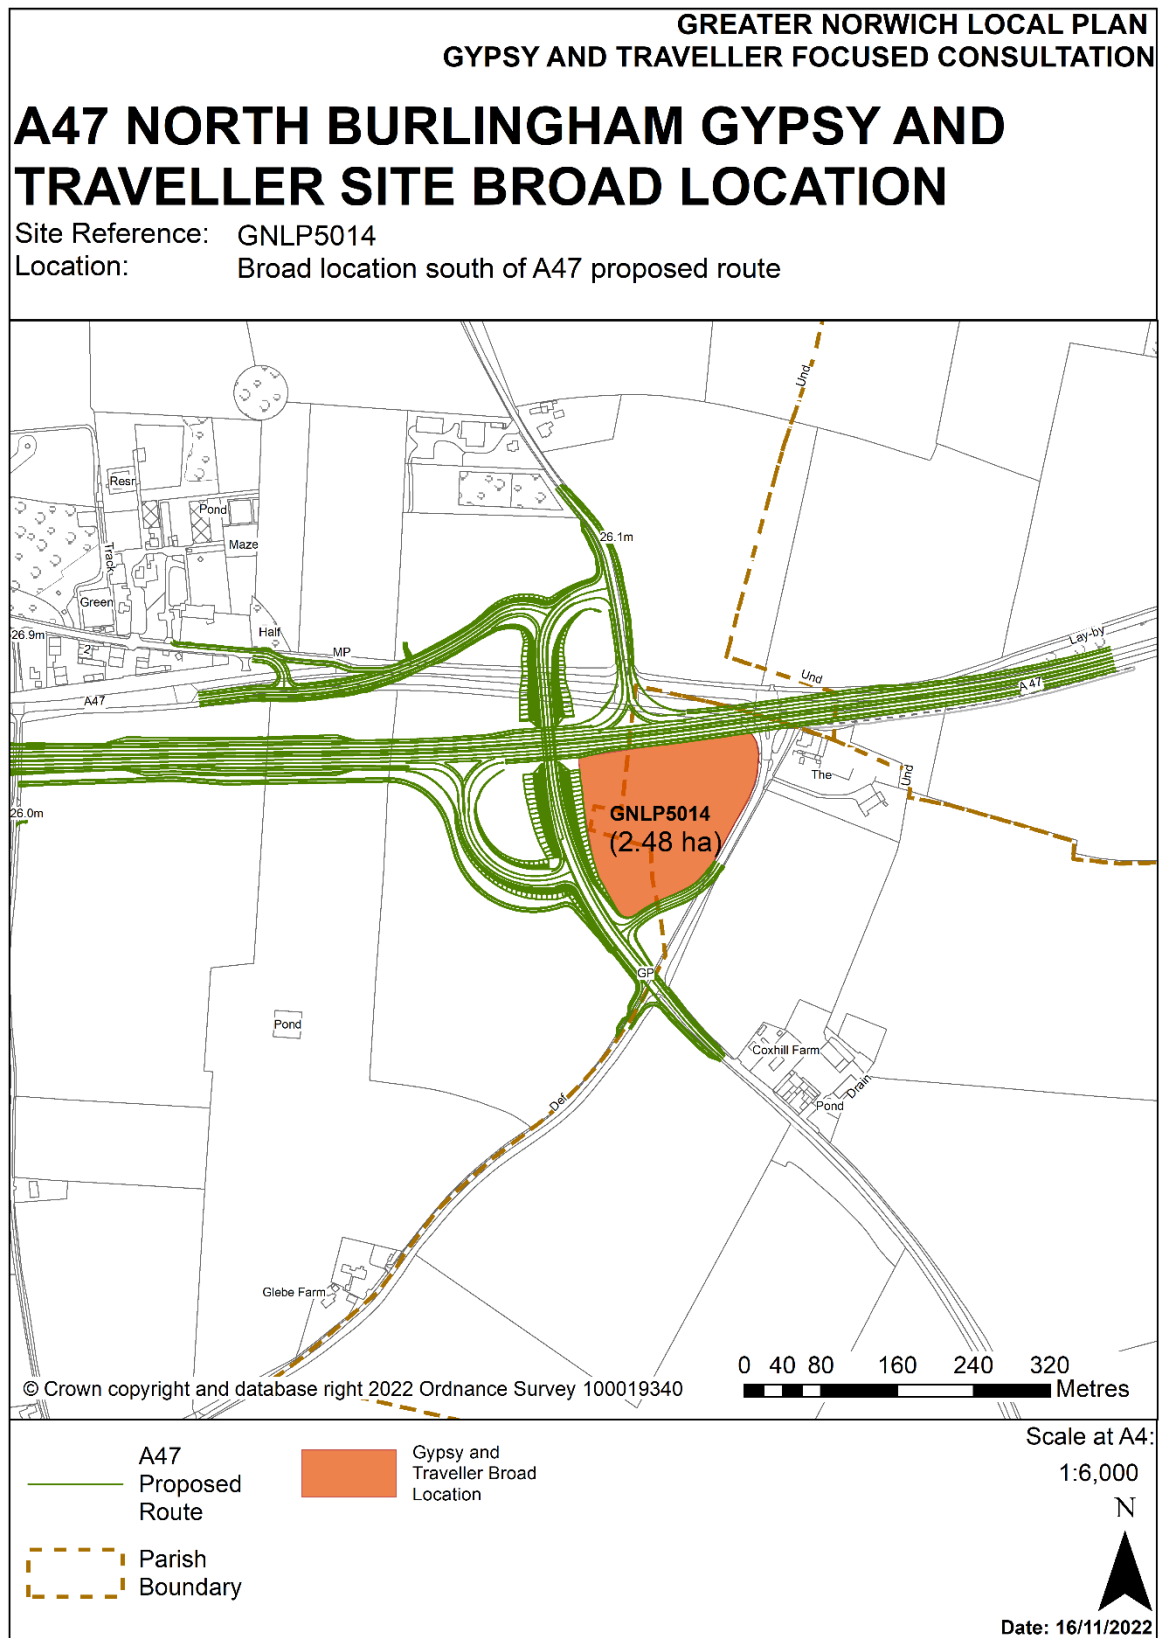 GREATER NORWICH LOCAL PLAN
GYPSY AND TRAVELLER FOCUSED CONSULTATION
A47 NORTH BURLINGHAM GYPSY AND
TRAVELLER SITE BROAD LOCATION
Site Reference: GNLP5014
Location: Broad location south of A47 proposed route
Und
Resr
Pond
Maze
Track
26.1m
Green
Half
26.9m
2
MP
Lay-by
Und
A47
A 47
The
Und
26.0m
GNLP5014
(2.48 ha)
GP
Pond
Coxhill Farm
Drain
Pond
Def
Glebe Farm
0 40 80 160 240 320
Metres
© Crown copyright and database right 2022 Ordnance Survey 100019340
A47
Proposed
Route
Gypsy and
Traveller Broad
Location
Parish
Boundary
Scale at A4:
1:6,000
N
Date: 16/11/2022